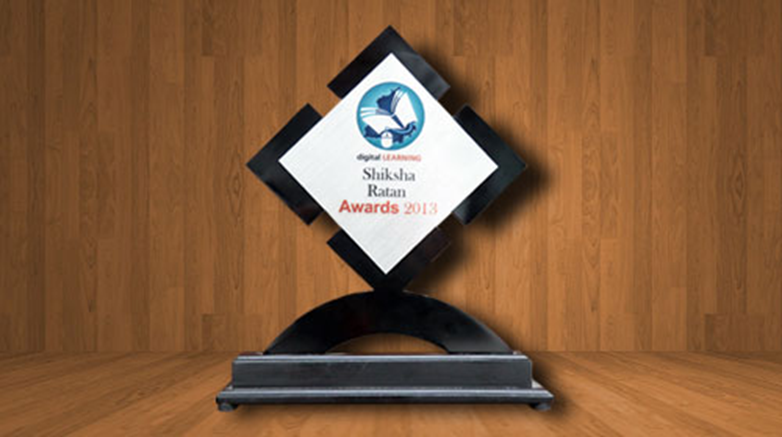 digital LEARNING
Shiksha
Ratan
Awards 2013